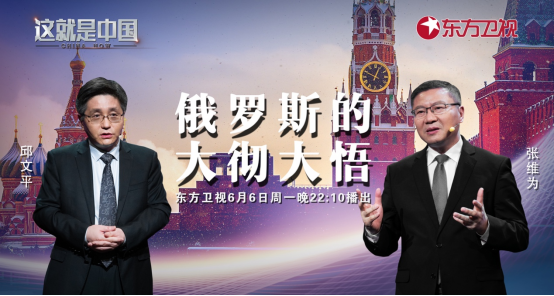 这就是中国
CHINA NOW
东方卫视
俄罗斯的
大彻大悟
东方卫视6月6日周一晚22:10播出
邱文平
张维为